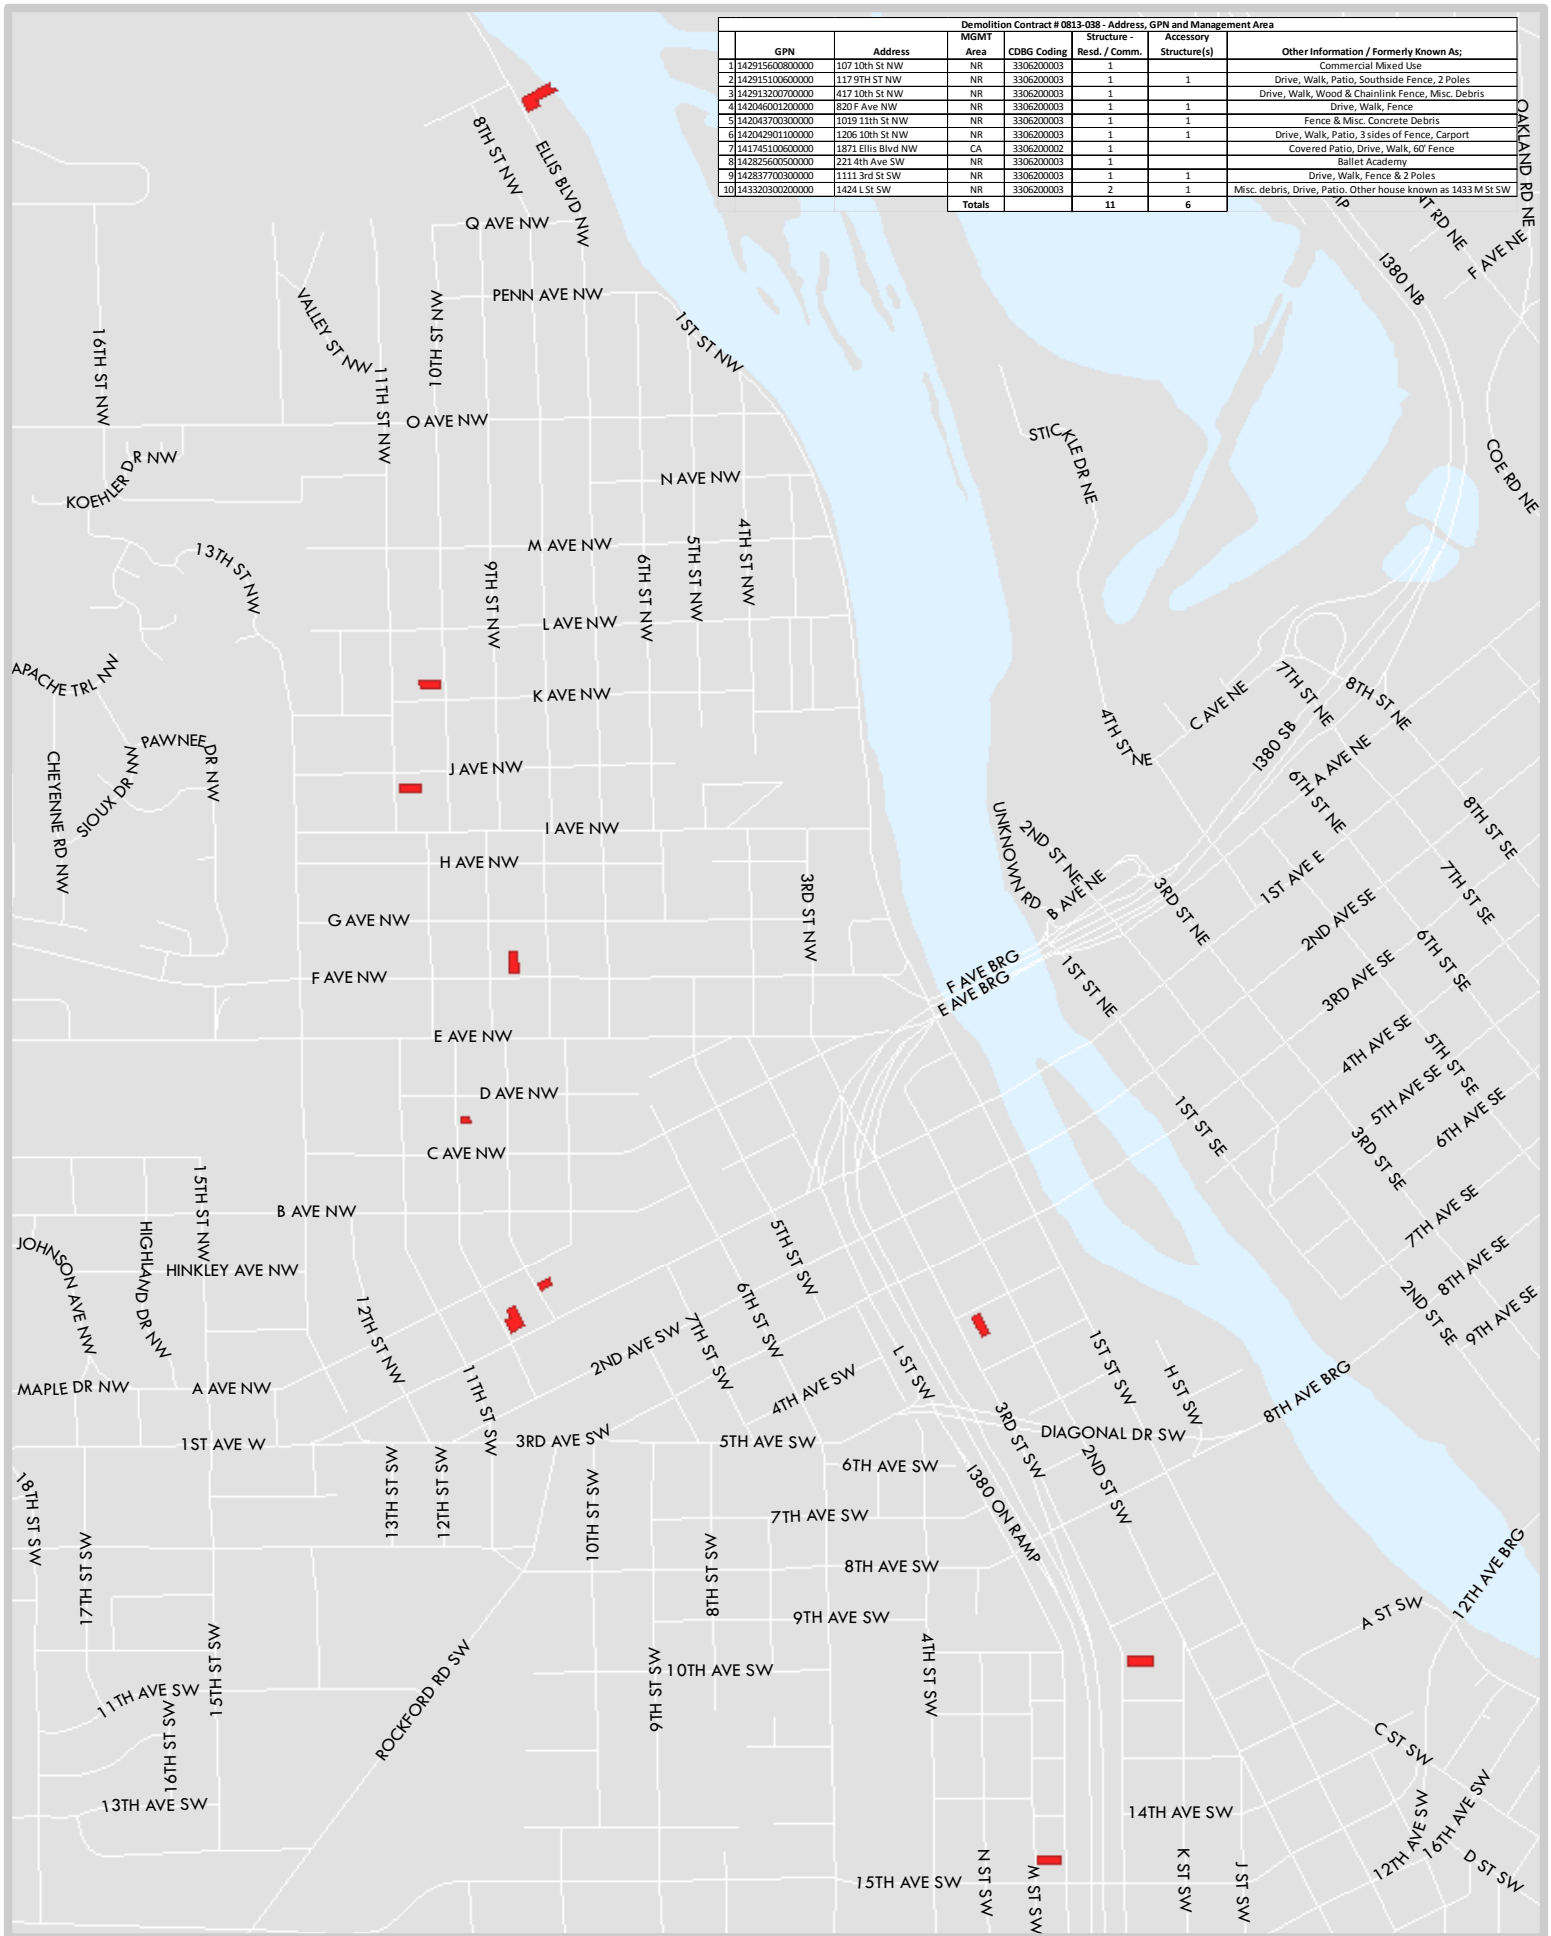 Demolition Contract # 0813-038 - Address, GPN and Management Area
GPN Address MGMT Area CDBG Coding Structure - Resd. / Comm. Accessory Structure(s) Other Information / Formerly Known As;
1 142915600800000 107 10th St NW NR 3306200003 1 Commercial Mixed Use
2 142915100600000 117 9TH ST NW NR 3306200003 1 1 Drive, Walk, Patio, Southside Fence, 2 Poles
3 142913200700000 417 10th St NW NR 3306200003 1 Drive, Walk, Wood & Chainlink Fence, Misc. Debris
4 142046001200000 820 F Ave NW NR 3306200003 1 1 Drive, Walk, Fence
5 142043700300000 1019 11th St NW NR 3306200003 1 1 Fence & Misc. Concrete Debris
6 142042901100000 1206 10th St NW NR 3306200003 1 1 Drive, Walk, Patio, 3 sides of Fence, Carport
7 141745100600000 1871 Ellis Blvd NW CA 3306200002 1 Covered Patio, Drive, Walk, 60' Fence
8 142825600500000 221 4th Ave SW NR 3306200003 1 Ballet Academy
9 142837700300000 1111 3rd St SW NR 3306200003 1 1 Drive, Walk, Fence & 2 Poles
10 143320300200000 1424 L St SW NR 3306200003 2 1 Misc. debris, Drive, Patio. Other house known as 1433 M St SW
Totals 11 6
OAKLAND RD NE
8TH ST NW
ELLIS BLVD NW
Q AVE NW
NT RD NE
F AVE NE
I380 NB
PENN AVE NW
VALLEY ST NW
10TH ST NW
1ST ST NW
16TH ST NW
11TH ST NW
O AVE NW
STICKLE DR NE
COE RD NE
KOEHLER DR NW
N AVE NW
13TH ST NW
M AVE NW
9TH ST NW
6TH ST NW
5TH ST NW
4TH ST NW
L AVE NW
APACHE TRL NW
K AVE NW
7TH ST NE
8TH ST NE
C AVE NE
4TH ST NE
I380 SB
A AVE NE
PAWNEE DR NW
SIOUX DR NW
CHEYENNE RD NW
J AVE NW
6TH ST NE
8TH ST SE
I AVE NW
UNKNOWN RD
2ND ST NE
H AVE NW
3RD ST NW
B AVE NE
3RD ST NE
1ST AVE E
7TH ST SE
G AVE NW
2ND AVE SE
6TH ST SE
F AVE NW
F AVE BRG
E AVE BRG
1ST ST NE
3RD AVE SE
E AVE NW
4TH AVE SE
5TH ST SE
D AVE NW
5TH AVE SE
6TH AVE SE
C AVE NW
1ST ST SE
3RD ST SE
15TH ST NW
B AVE NW
7TH AVE SE
JOHNSON AVE NW
HIGHLAND DR NW
HINKLEY AVE NW
5TH ST SW
8TH AVE SE
12TH ST NW
6TH ST SW
2ND ST SE
9TH AVE SE
2ND AVE SW
7TH ST SW
L ST SW
1ST ST SW
H ST SW
MAPLE DR NW
A AVE NW
11TH ST SW
4TH AVE SW
8TH AVE BRG
1ST AVE W
3RD AVE SW
5TH AVE SW
3RD ST SW
DIAGONAL DR SW
2ND ST SW
18TH ST SW
13TH ST SW
12TH ST SW
10TH ST SW
6TH AVE SW
I380 ON RAMP
7TH AVE SW
17TH ST SW
8TH ST SW
8TH AVE SW
12TH AVE BRG
9TH AVE SW
A ST SW
15TH ST SW
ROCKFORD RD SW
9TH ST SW
10TH AVE SW
4TH ST SW
11TH AVE SW
16TH ST SW
C ST SW
13TH AVE SW
14TH AVE SW
12TH AVE SW
16TH AVE SW
15TH AVE SW
N ST SW
M ST SW
K ST SW
J ST SW
D ST SW